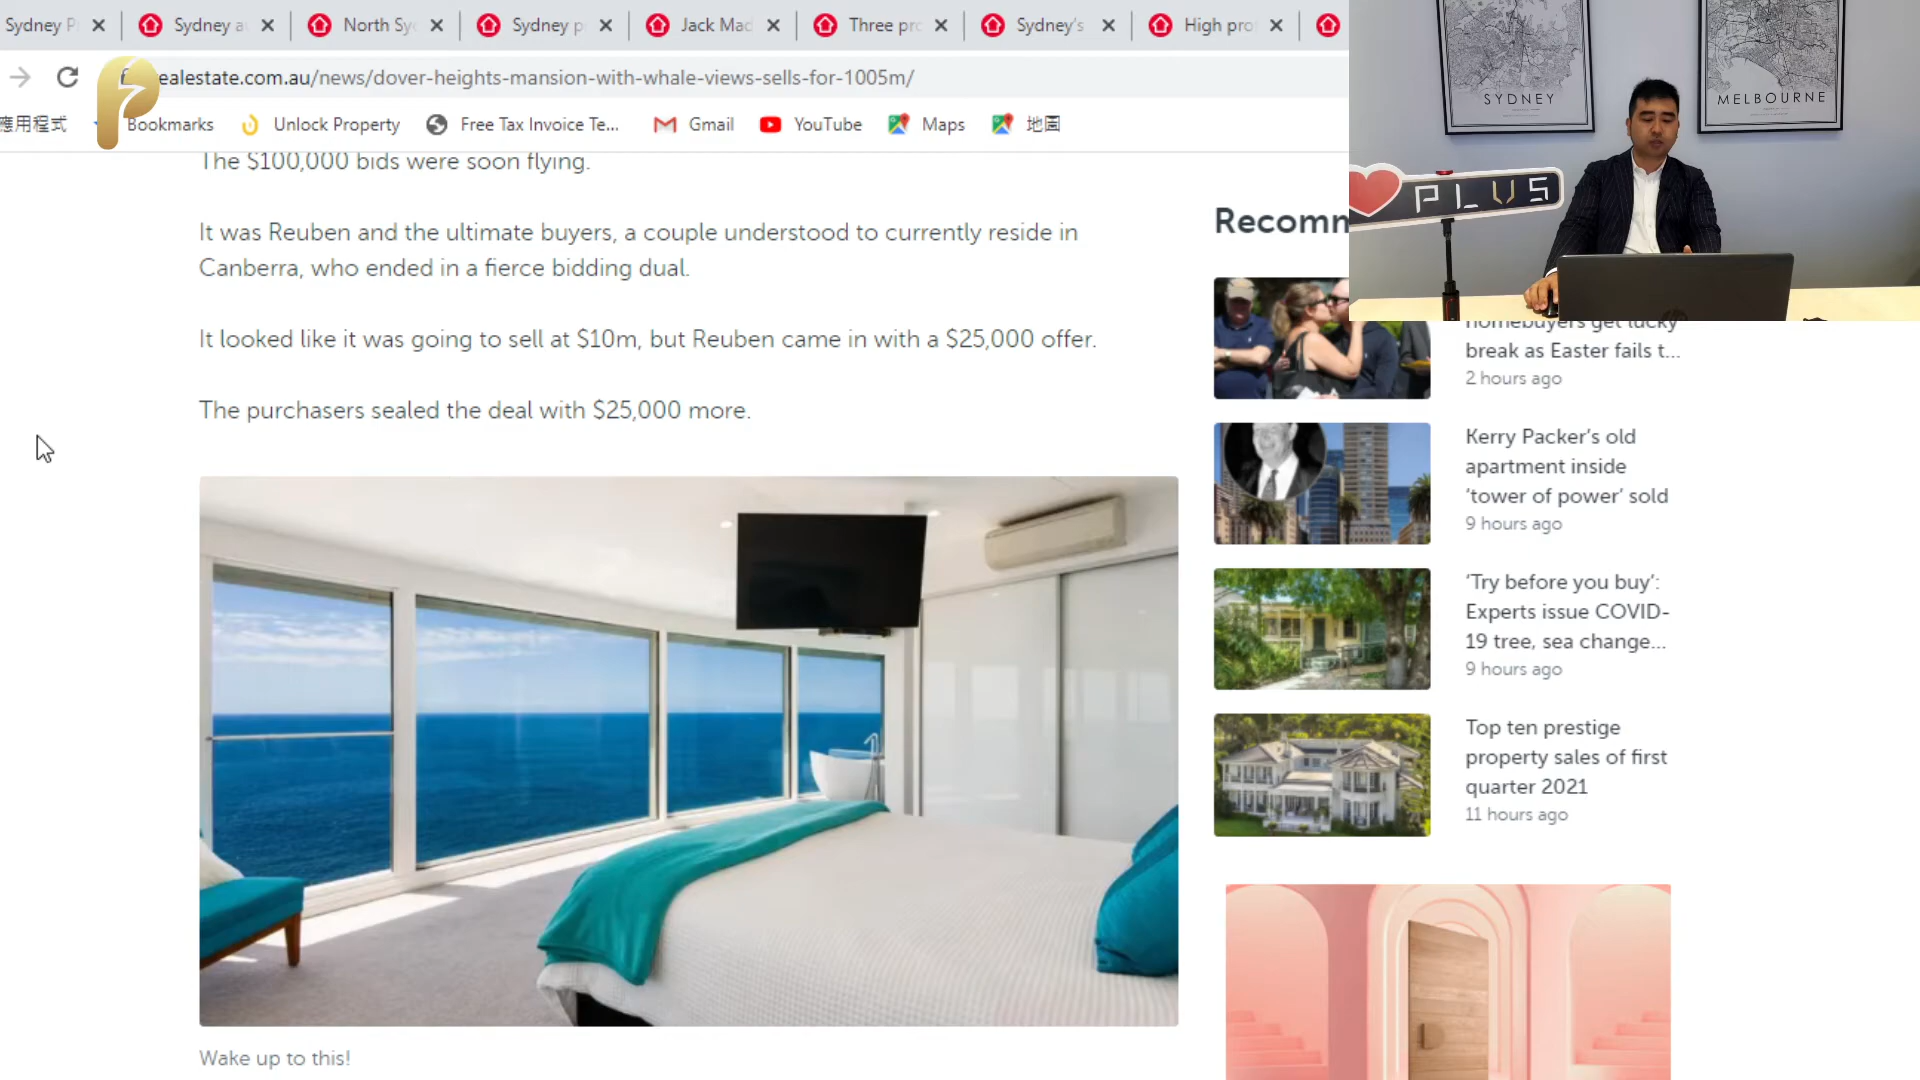 Sydney P
Sydney a
North Sy
Sydney p
Jack Mad
Three pro
Sydney's
High pro
realestate.com.au/news/dover-heights-mansion-with-whale-views-sells-for-1005m/
應用程式
Bookmarks
Unlock Property
Free Tax Invoice Te...
Gmail
YouTube
Maps
地圖
SYDNEY
MELBOURNE
PLUS
The $100,000 bids were soon flying.
It was Reuben and the ultimate buyers, a couple understood to currently reside in
Canberra, who ended in a fierce bidding dual.
It looked like it was going to sell at $10m, but Reuben came in with a $25,000 offer.
The purchasers sealed the deal with $25,000 more.
Wake up to this!
Recomm
homebuyers get lucky
break as Easter fails t...
2 hours ago
Kerry Packer's old
apartment inside
'tower of power' sold
9 hours ago
'Try before you buy':
Experts issue COVID-
19 tree, sea change...
9 hours ago
Top ten prestige
property sales of first
quarter 2021
11 hours ago